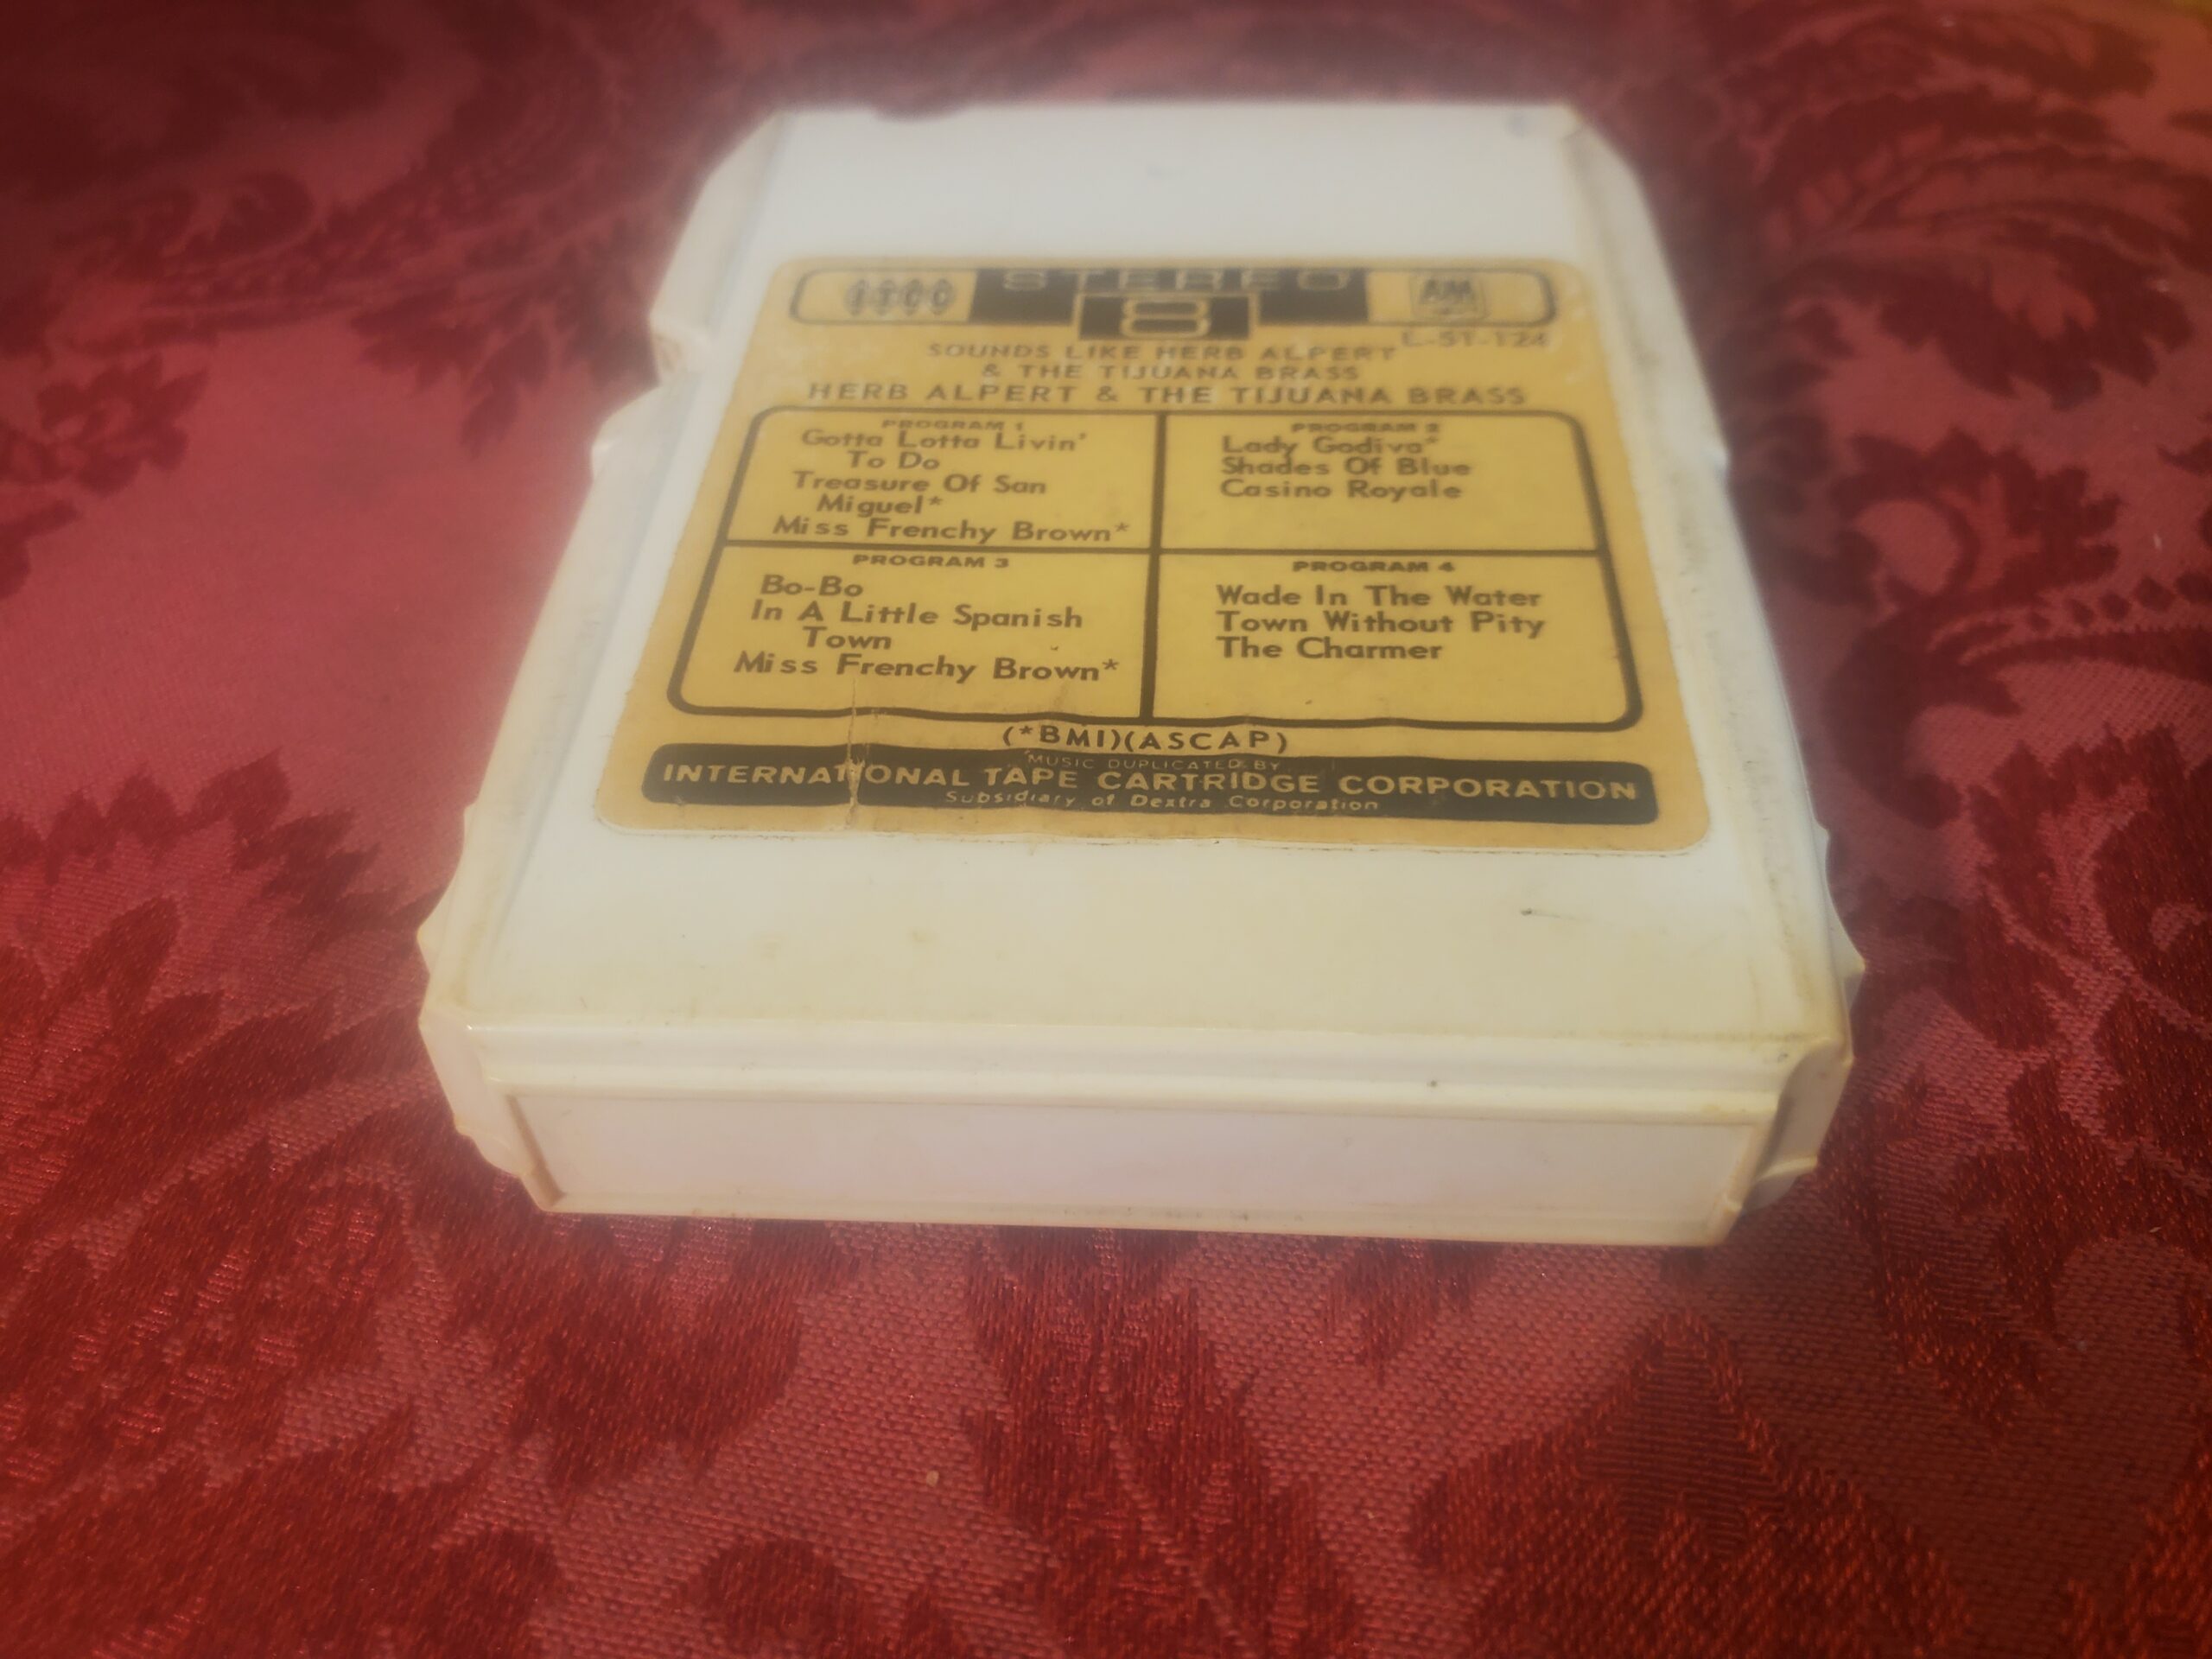 ITCC STEREO 8 A&M
SOUNDS LIKE HERB ALPERT
& THE TIJUANA BRASS
HERB ALPERT & THE TIJUANA BRASS
PROGRAM 1
Gotta Lotta Livin'
To Do
Treasure Of San
Miguel*
Miss Frenchy Brown*
PROGRAM 2
Lady Godiva*
Shades Of Blue
Casino Royale
PROGRAM 3
Bo-Bo
In A Little Spanish
Town
Miss Frenchy Brown*
PROGRAM 4
Wade In The Water
Town Without Pity
The Charmer
(*BMI)(ASCAP)
MUSIC DUPLICATED BY
INTERNATIONAL TAPE CARTRIDGE CORPORATION
Subsidiary of Dextra Corporation